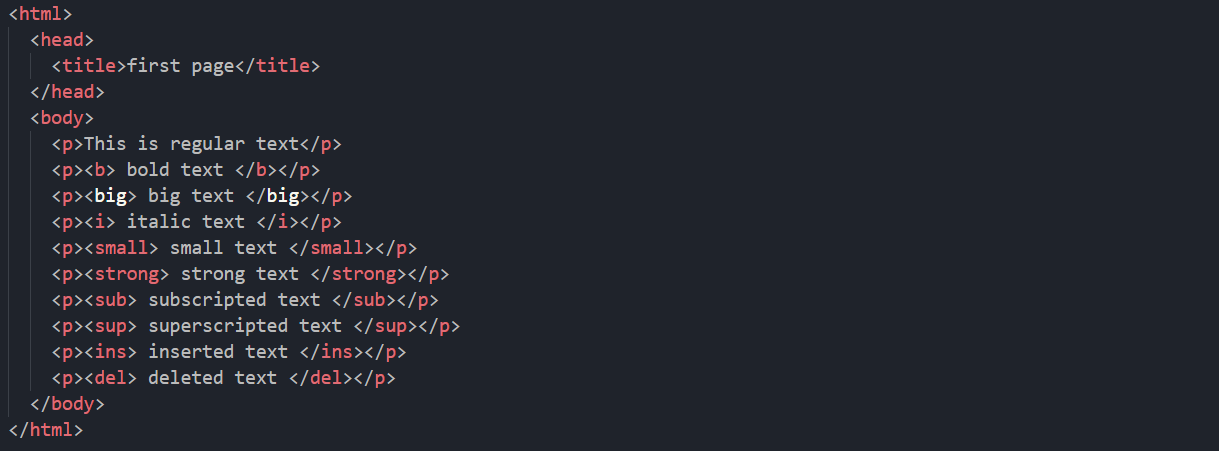 <html>
<head>
<title>first page</title>
</head>
<body>
<p>This is regular text</p>
<p><b> bold text </b></p>
<p><big> big text </big></p>
<p><i> italic text </i></p>
<p><small> small text </small></p>
<p><strong> strong text </strong></p>
<p><sub> subscripted text </sub></p>
<p><sup> superscripted text </sup></p>
<p><ins> inserted text </ins></p>
<p><del> deleted text </del></p>
</body>
</html>